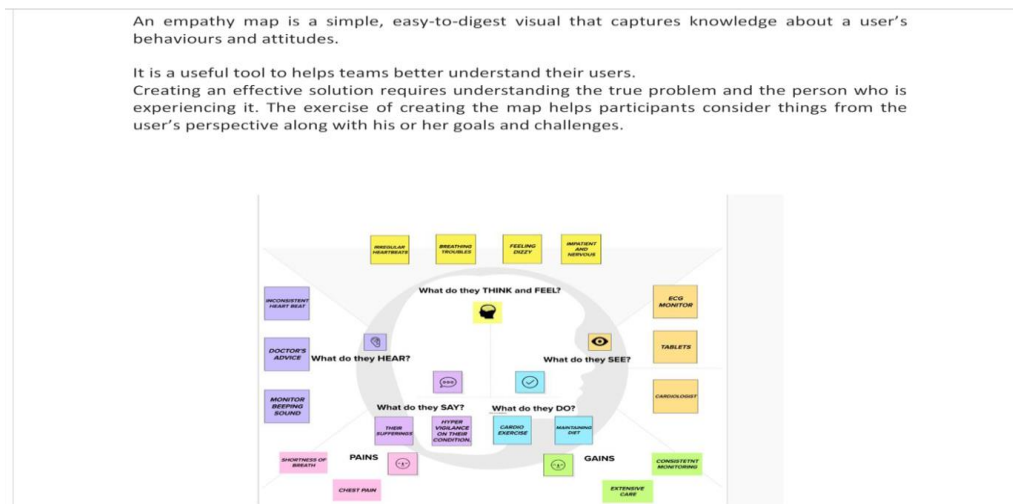 An empathy map is a simple, easy-to-digest visual that captures knowledge about a user's
behaviours and attitudes.
It is a useful tool to helps teams better understand their users.
Creating an effective solution requires understanding the true problem and the person who is
experiencing it. The exercise of creating the map helps participants consider things from the
user's perspective along with his or her goals and challenges.
IRREGULAR
HEARTBEATS
BREATHING
TROUBLES
FEELING
DIZZY
IMPATIENT
AND
NERVOUS
What do they THINK and FEEL?
INCONSISTENT
HEART BEAT
ECG
MONITOR
DOCTOR'S
ADVICE
What do they HEAR?
What do they SEE?
TABLETS
MONITOR
BEEPING
SOUND
CARDIOLOGIST
What do they SAY?
What do they DO?
THEIR
SUFFERINGS
HYPER
VIGILANCE
ON THEIR
CONDITION.
CARDIO
EXERCISE
MAINTAINING
DIET
SHORTNESS OF
BREATH
PAINS
GAINS
CONSISTETNT
MONITORING
CHEST PAIN
EXTENSIVE
CARE